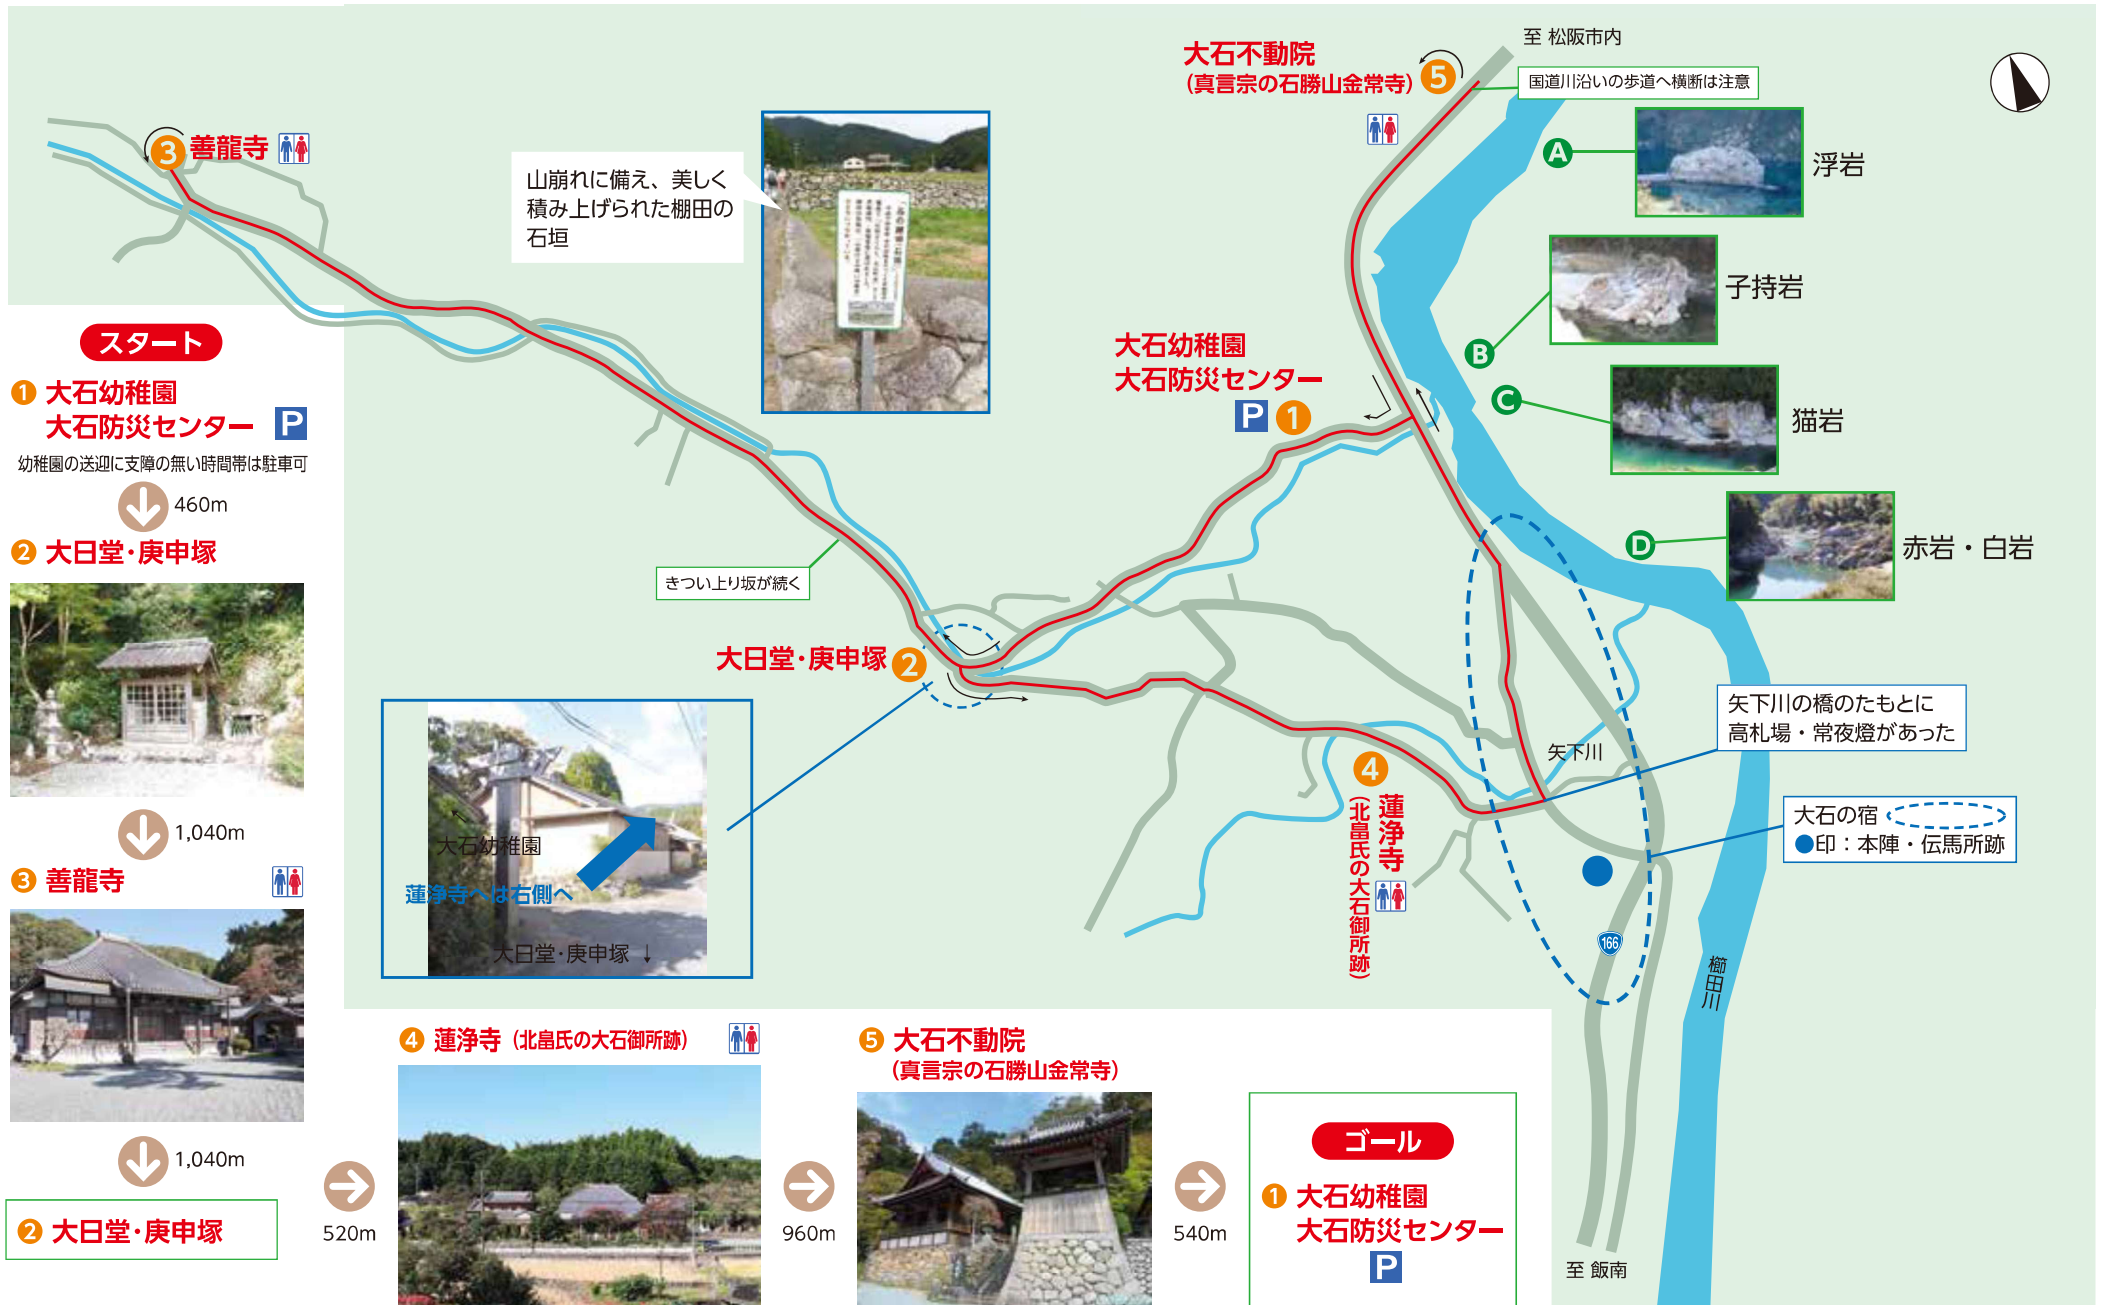 至 松阪市内
大石不動院
(真言宗の石勝山金常寺)
5
国道川沿いの歩道へ横断は注意
3
善龍寺
山崩れに備え、美しく
積み上げられた棚田の
石垣
A
浮岩
B
子持岩
C
猫岩
D
赤岩・白岩
大石幼稚園
大石防災センター
P
1
きつい上り坂が続く
大日堂・庚申塚
2
大石幼稚園
蓮浄寺へは右側へ
大日堂・庚申塚 ↓
矢下川
矢下川の橋のたもとに
高札場・常夜燈があった
4
蓮浄寺
(北畠氏の大石御所跡)
大石の宿
印：本陣・伝馬所跡
166
櫛田川
至 飯南
スタート
1 大石幼稚園
大石防災センター P
幼稚園の送迎に支障の無い時間帯は駐車可
460m
2 大日堂・庚申塚
1,040m
3 善龍寺
1,040m
2 大日堂・庚申塚
520m
4 蓮浄寺 (北畠氏の大石御所跡)
960m
5 大石不動院
(真言宗の石勝山金常寺)
540m
ゴール
1 大石幼稚園
大石防災センター
P